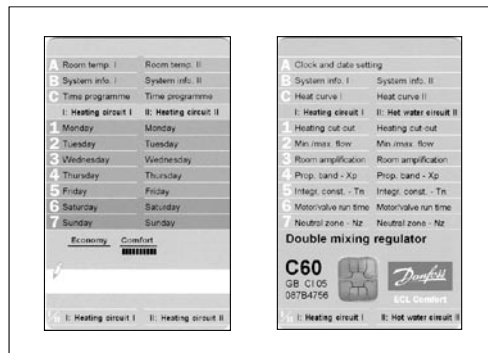 A Room temp. I Room temp. II
B System info. I System info. II
C Time programme Time programme
I: Heating circuit I II: Heating circuit II
1 Monday Monday
2 Tuesday Tuesday
3 Wednesday Wednesday
4 Thursday Thursday
5 Friday Friday
6 Saturday Saturday
7 Sunday Sunday
Economy Comfort
I: Heating circuit I II: Heating circuit II
A Clock and date setting
B System info. I System info. II
C Heat curve I Heat curve II
I: Heating circuit I II: Hot water circuit II
1 Heating cut-out Heating cut-out
2 Min./max. flow Min./max. flow
3 Room amplification Room amplification
4 Prop. band - Xp Prop. band - Xp
5 Integr. const. - Tn Integr. const. - Tn
6 Motor/valve run time Motor/valve run time
7 Neutral zone - Nz Neutral zone - Nz
Double mixing regulator
C60
GB CI 05
087B4756
Danfoss
ECL Comfort
I: Heating circuit I II: Hot water circuit II